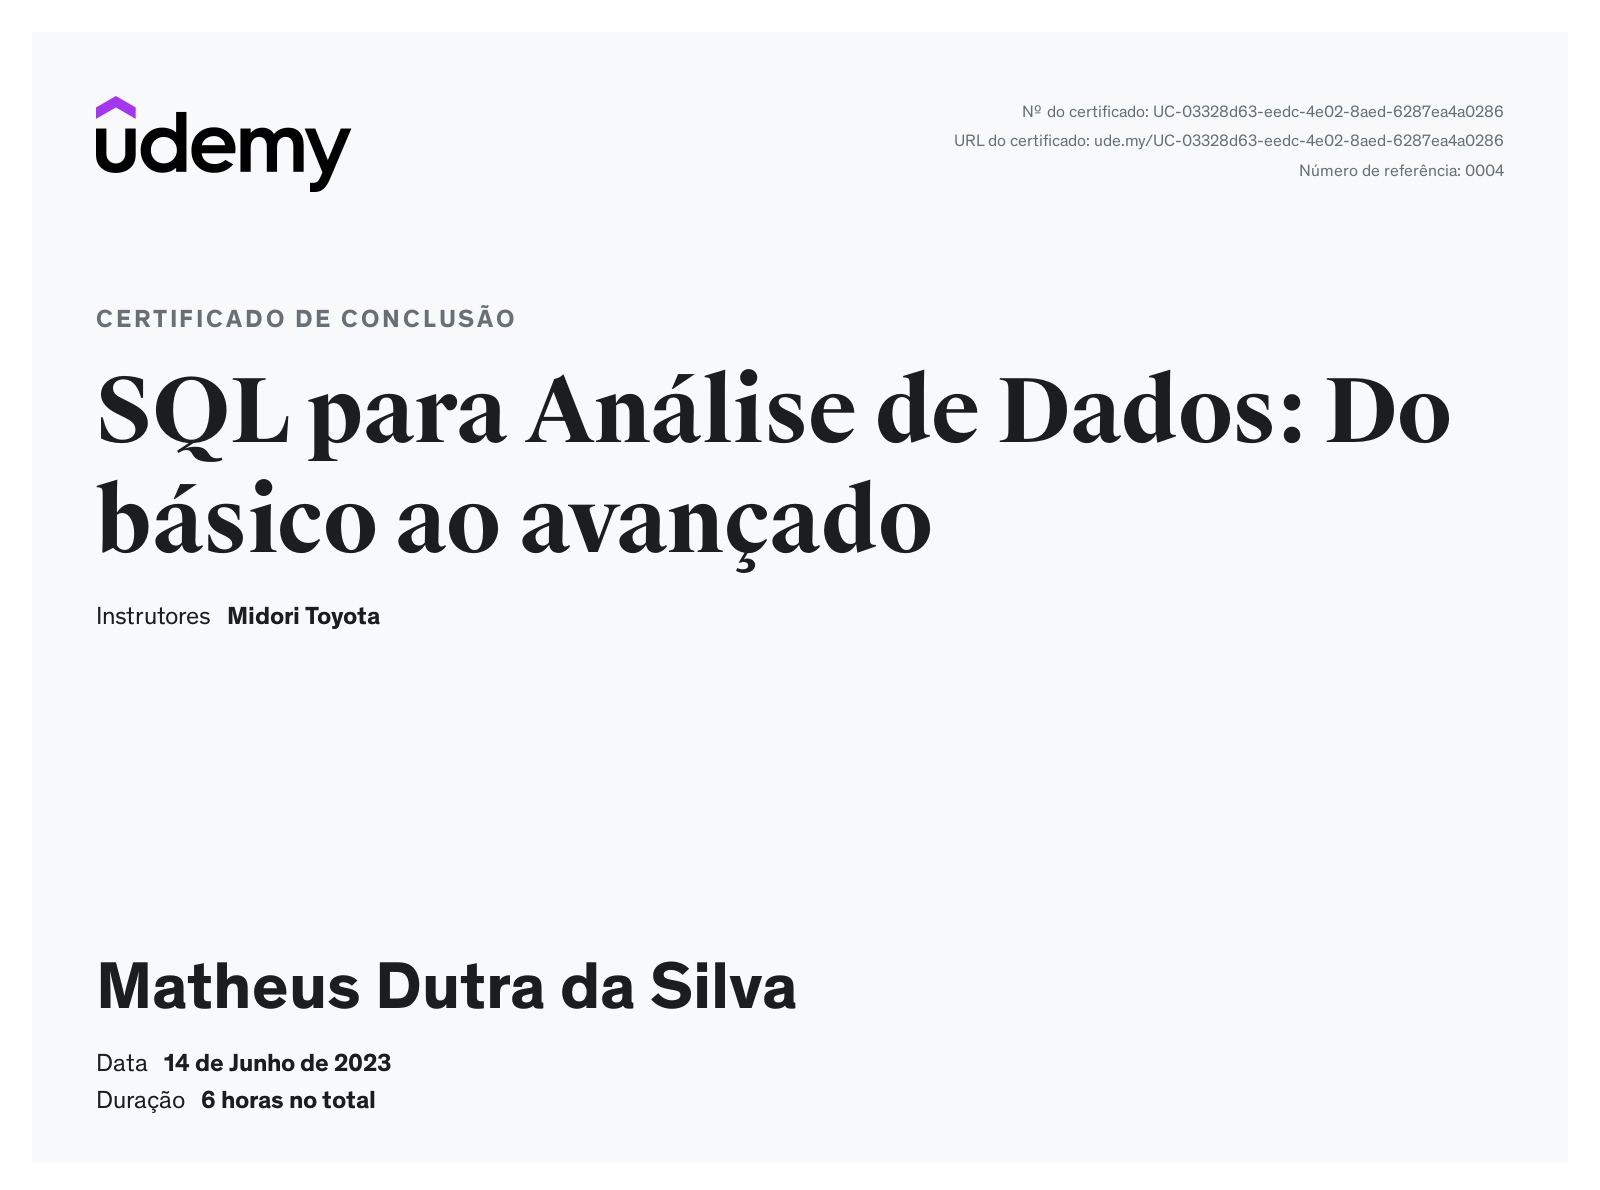 udemy
Nº do certificado: UC-03328d63-eedc-4e02-8aed-6287ea4a0286
URL do certificado: ude.my/UC-03328d63-eedc-4e02-8aed-6287ea4a0286
Número de referência: 0004
CERTIFICADO DE CONCLUSÃO
SQL para Análise de Dados: Do
básico ao avançado
Instrutores Midori Toyota
Matheus Dutra da Silva
Data 14 de Junho de 2023
Duração 6 horas no total